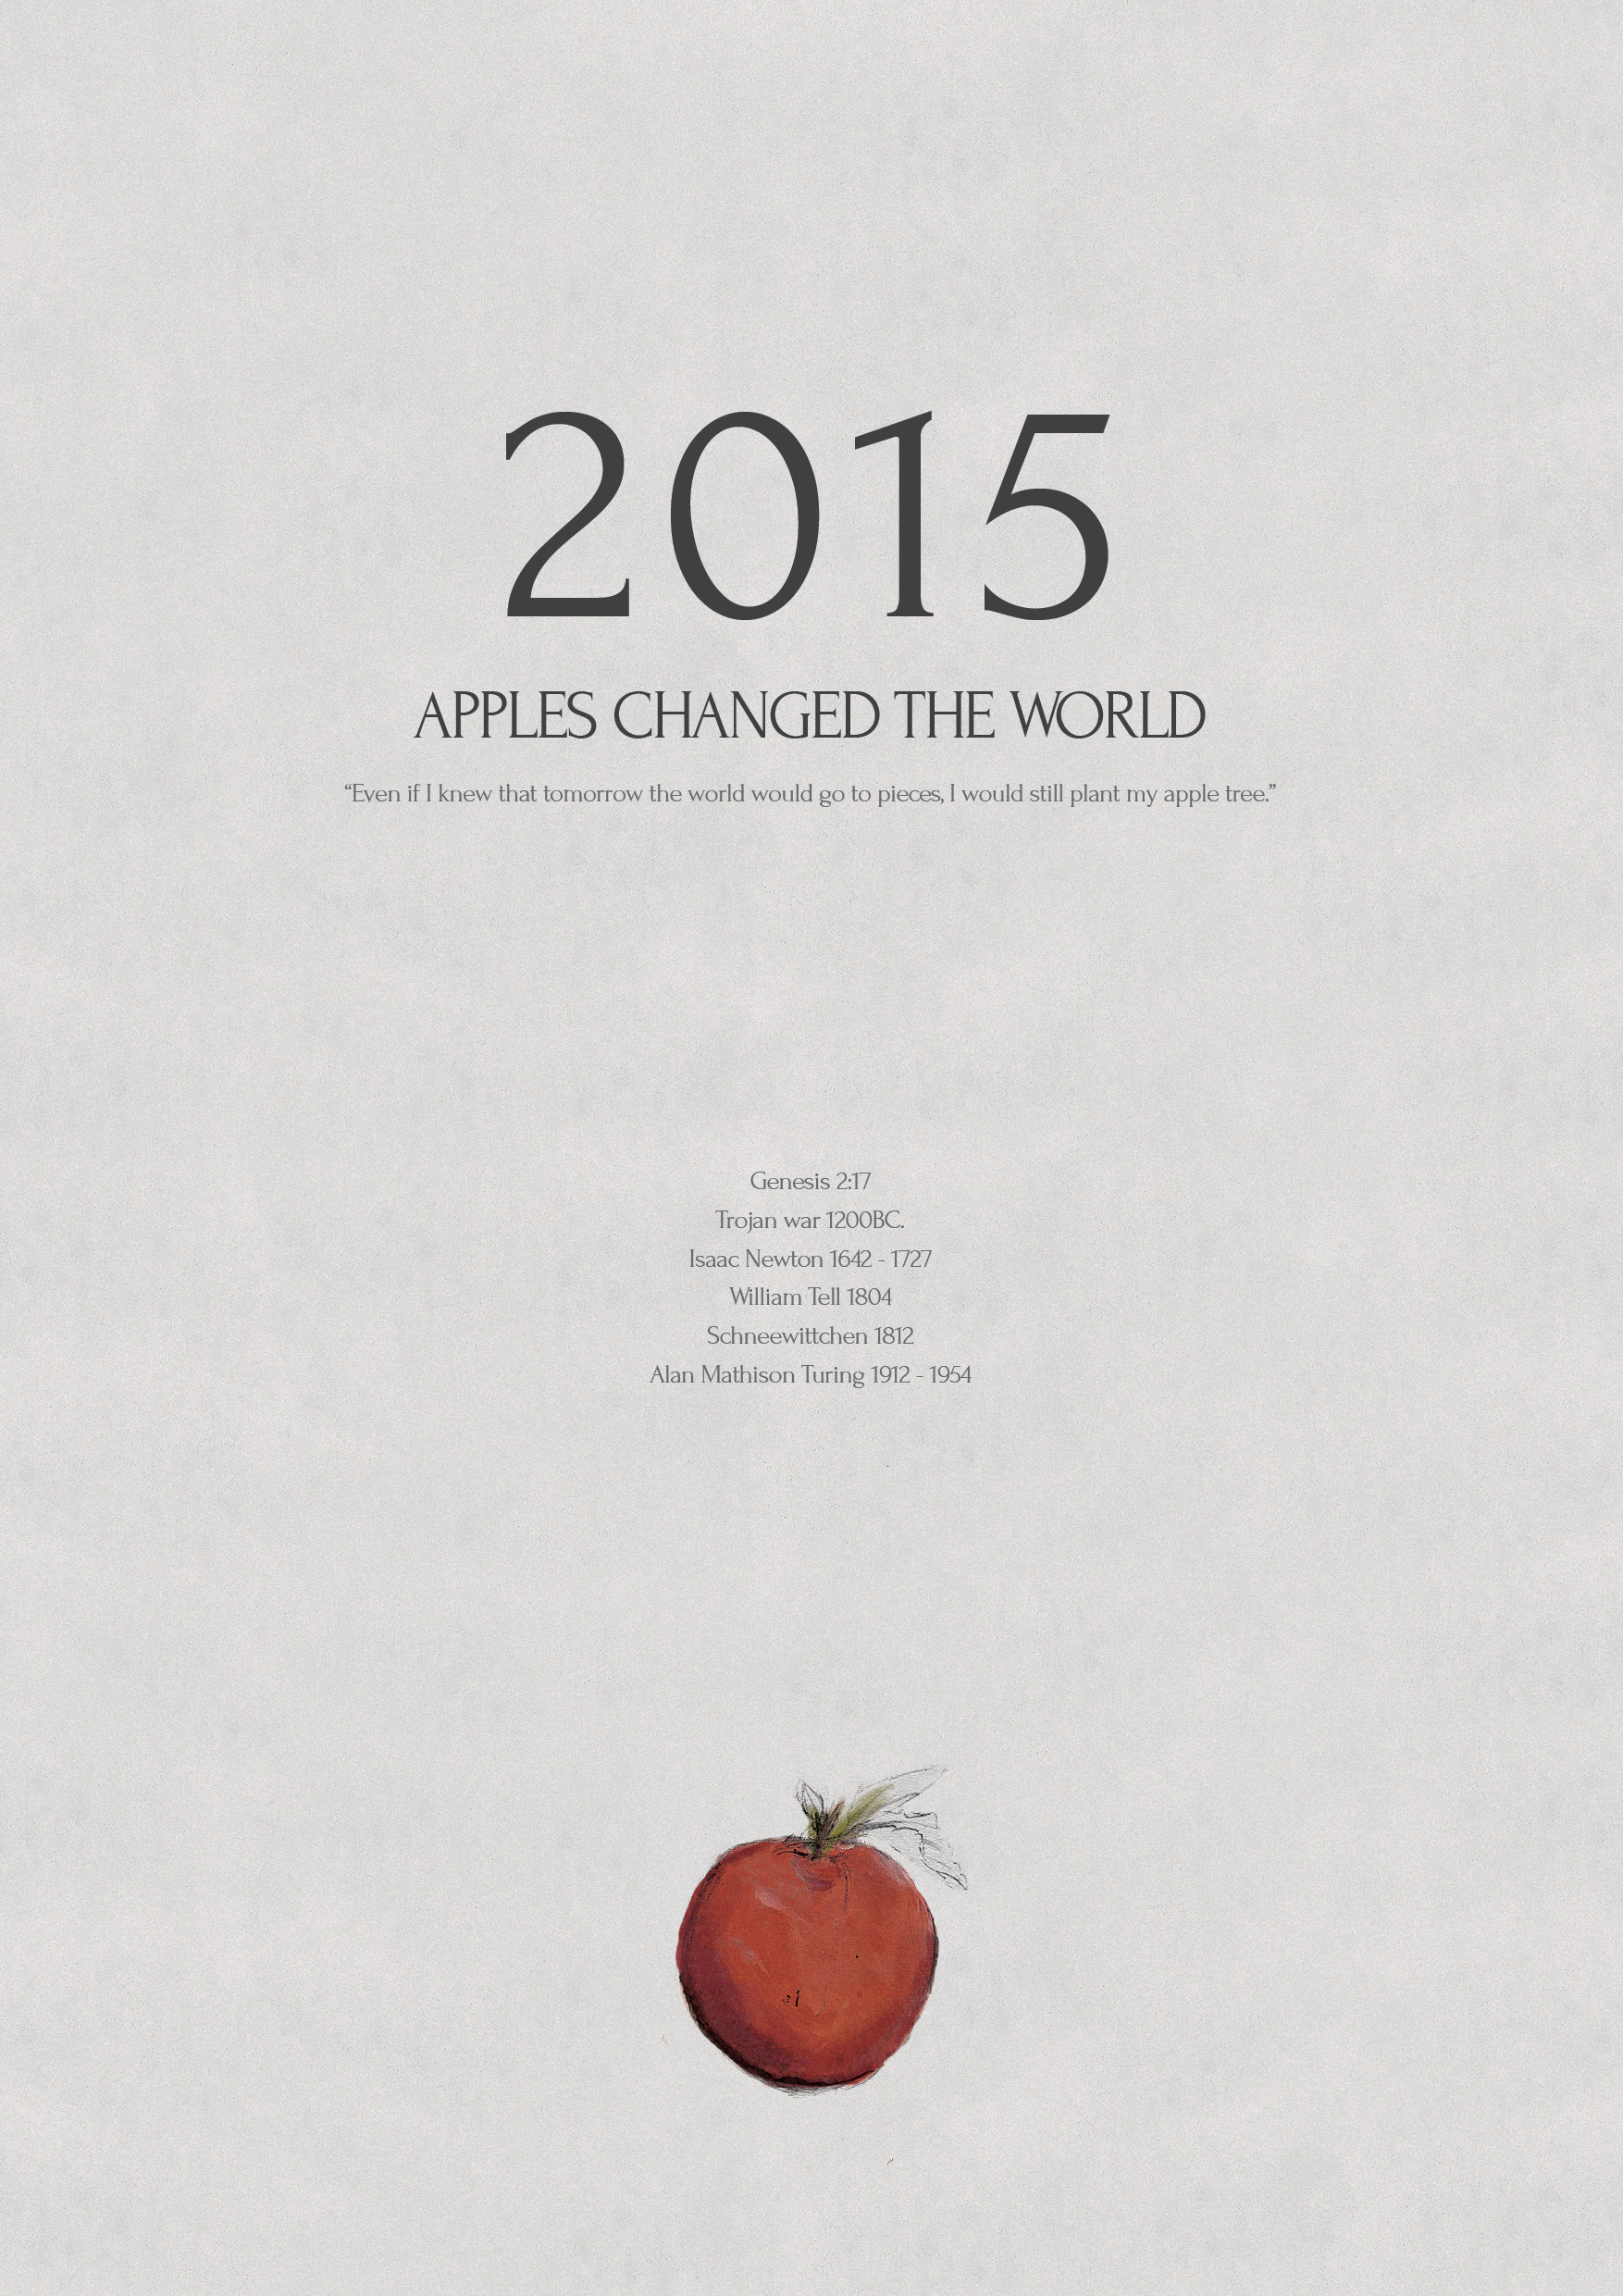 2015
APPLES CHANGED THE WORLD
“Even if I knew that tomorrow the world would go to pieces, I would still plant my apple tree.”
Genesis 2:17
Trojan war 1200BC.
Isaac Newton 1642 - 1727
William Tell 1804
Schneewittchen 1812
Alan Mathison Turing 1912 - 1954